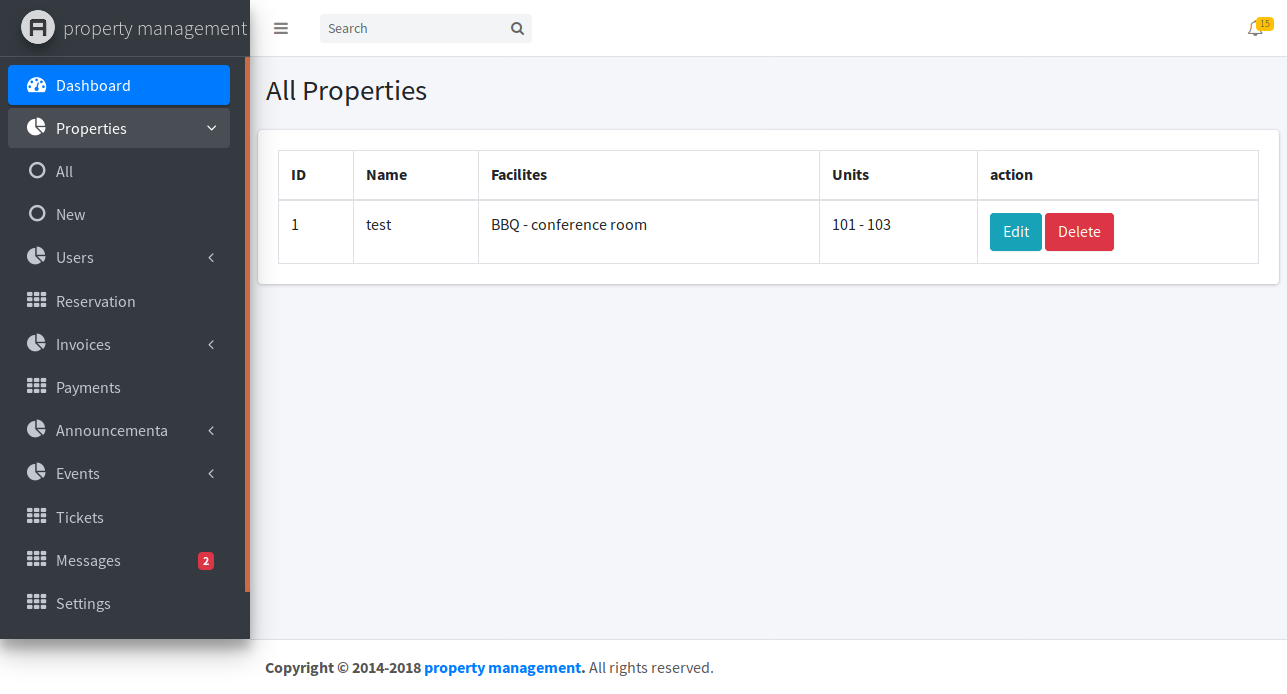 property management
Search
15
Dashboard
Properties
All
New
Users
Reservation
Invoices
Payments
Announcementa
Events
Tickets
Messages 2
Settings
All Properties
ID Name Facilites Units action
1 test BBQ - conference room 101 - 103 Edit Delete
Copyright © 2014-2018 property management. All rights reserved.